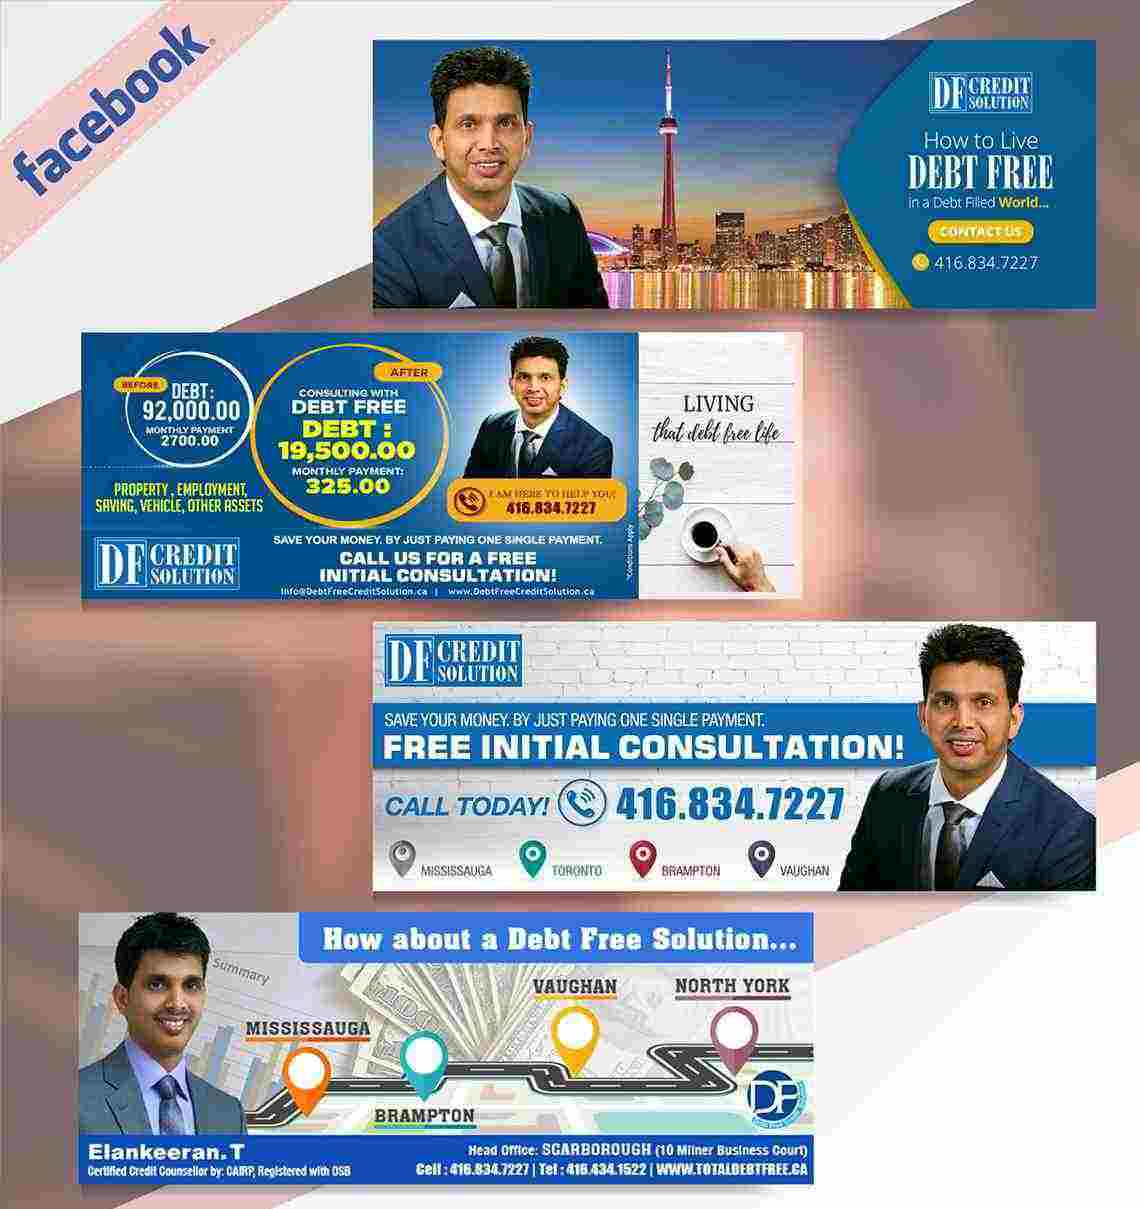 facebook.
DF CREDIT
SOLUTION
How to Live
DEBT FREE
in a Debt Filled World...
CONTACT US
416.834.7227
BEFORE
DEBT:
92,000.00
MONTHLY PAYMENT
2700.00
PROPERTY , EMPLOYMENT,
SAVING, VEHICLE, OTHER ASSETS
AFTER
CONSULTING WITH
DEBT FREE
DEBT :
19,500.00
MONTHLY PAYMENT:
325.00
I AM HERE TO HELP YOU!
416.834.7227
DF CREDIT
SOLUTION
SAVE YOUR MONEY. BY JUST PAYING ONE SINGLE PAYMENT.
CALL US FOR A FREE
INITIAL CONSULTATION!
Info@DebtFreeCreditSolution.ca | www.DebtFreeCreditSolution.ca
*Conditions Apply
LIVING
that debt free life
DF CREDIT
SOLUTION
SAVE YOUR MONEY. BY JUST PAYING ONE SINGLE PAYMENT.
FREE INITIAL CONSULTATION!
CALL TODAY! 416.834.7227
MISSISSAUGA TORONTO BRAMPTON VAUGHAN
How about a Debt Free Solution...
Summary
VAUGHAN NORTH YORK
MISSISSAUGA
BRAMPTON
Elankeeran.T
Certified Credit Counsellor by: CAIRP, Registered with OSB
Head Office: SCARBOROUGH (10 Milner Business Court)
Cell : 416.834.7227 | Tel : 416.434.1522 | WWW.TOTALDEBTFREE.CA